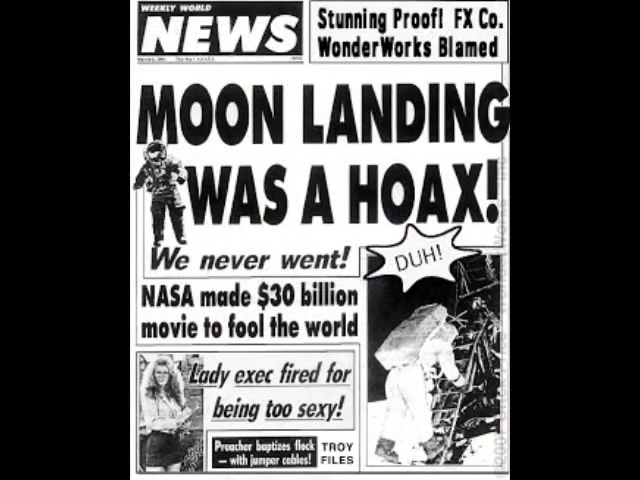 WEEKLY WORLD
NEWS
Stunning Proof! FX Co.
WonderWorks Blamed
MOON LANDING
WAS A HOAX!
We never went!
DUH!
NASA made $30 billion
movie to fool the world
Lady exec fired for
being too sexy!
Preacher baptizes flock
— with jumper cables!
TROY
FILES